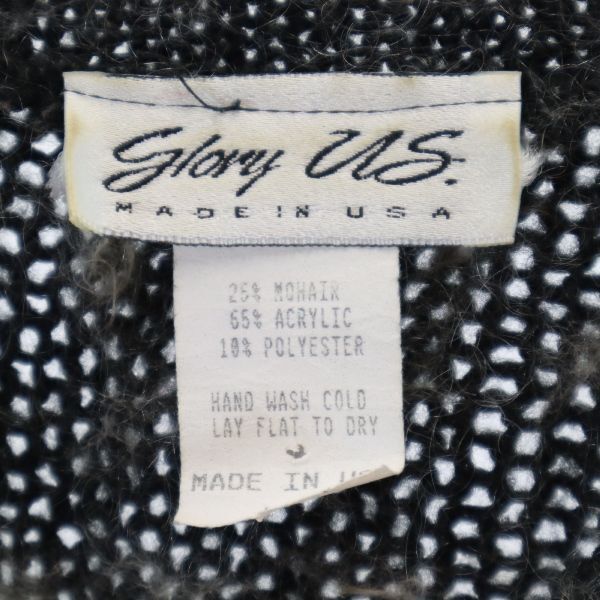 Glory US.
MADE IN USA
25% MOHAIR
65% ACRYLIC
10% POLYESTER
HAND WASH COLD
LAY FLAT TO DRY
MADE IN